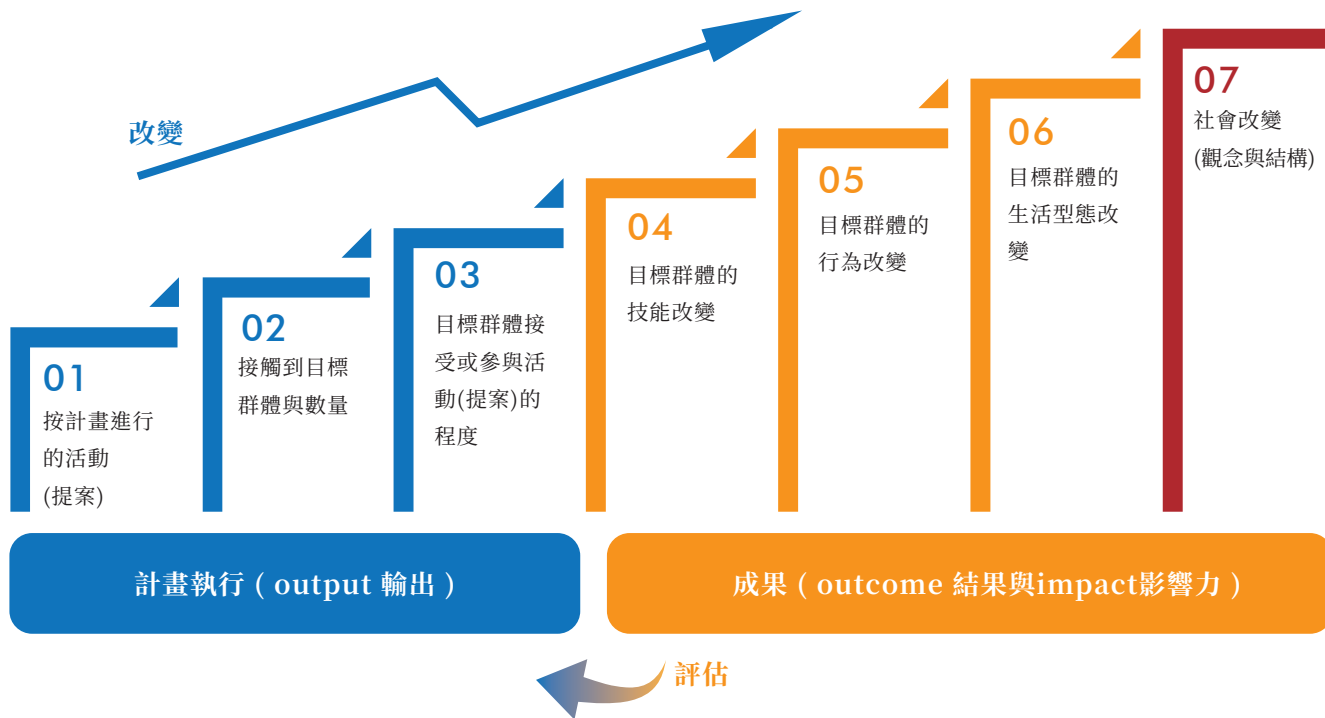 改變
01
按計畫進行
的活動
(提案)
02
接觸到目標
群體與數量
03
目標群體接
受或參與活
動(提案)的
程度
04
目標群體的
技能改變
05
目標群體的
行為改變
06
目標群體的
生活型態改
變
07
社會改變
(觀念與結構)
計畫執行 ( output 輸出 )
成果 ( outcome 結果與impact影響力 )
評估